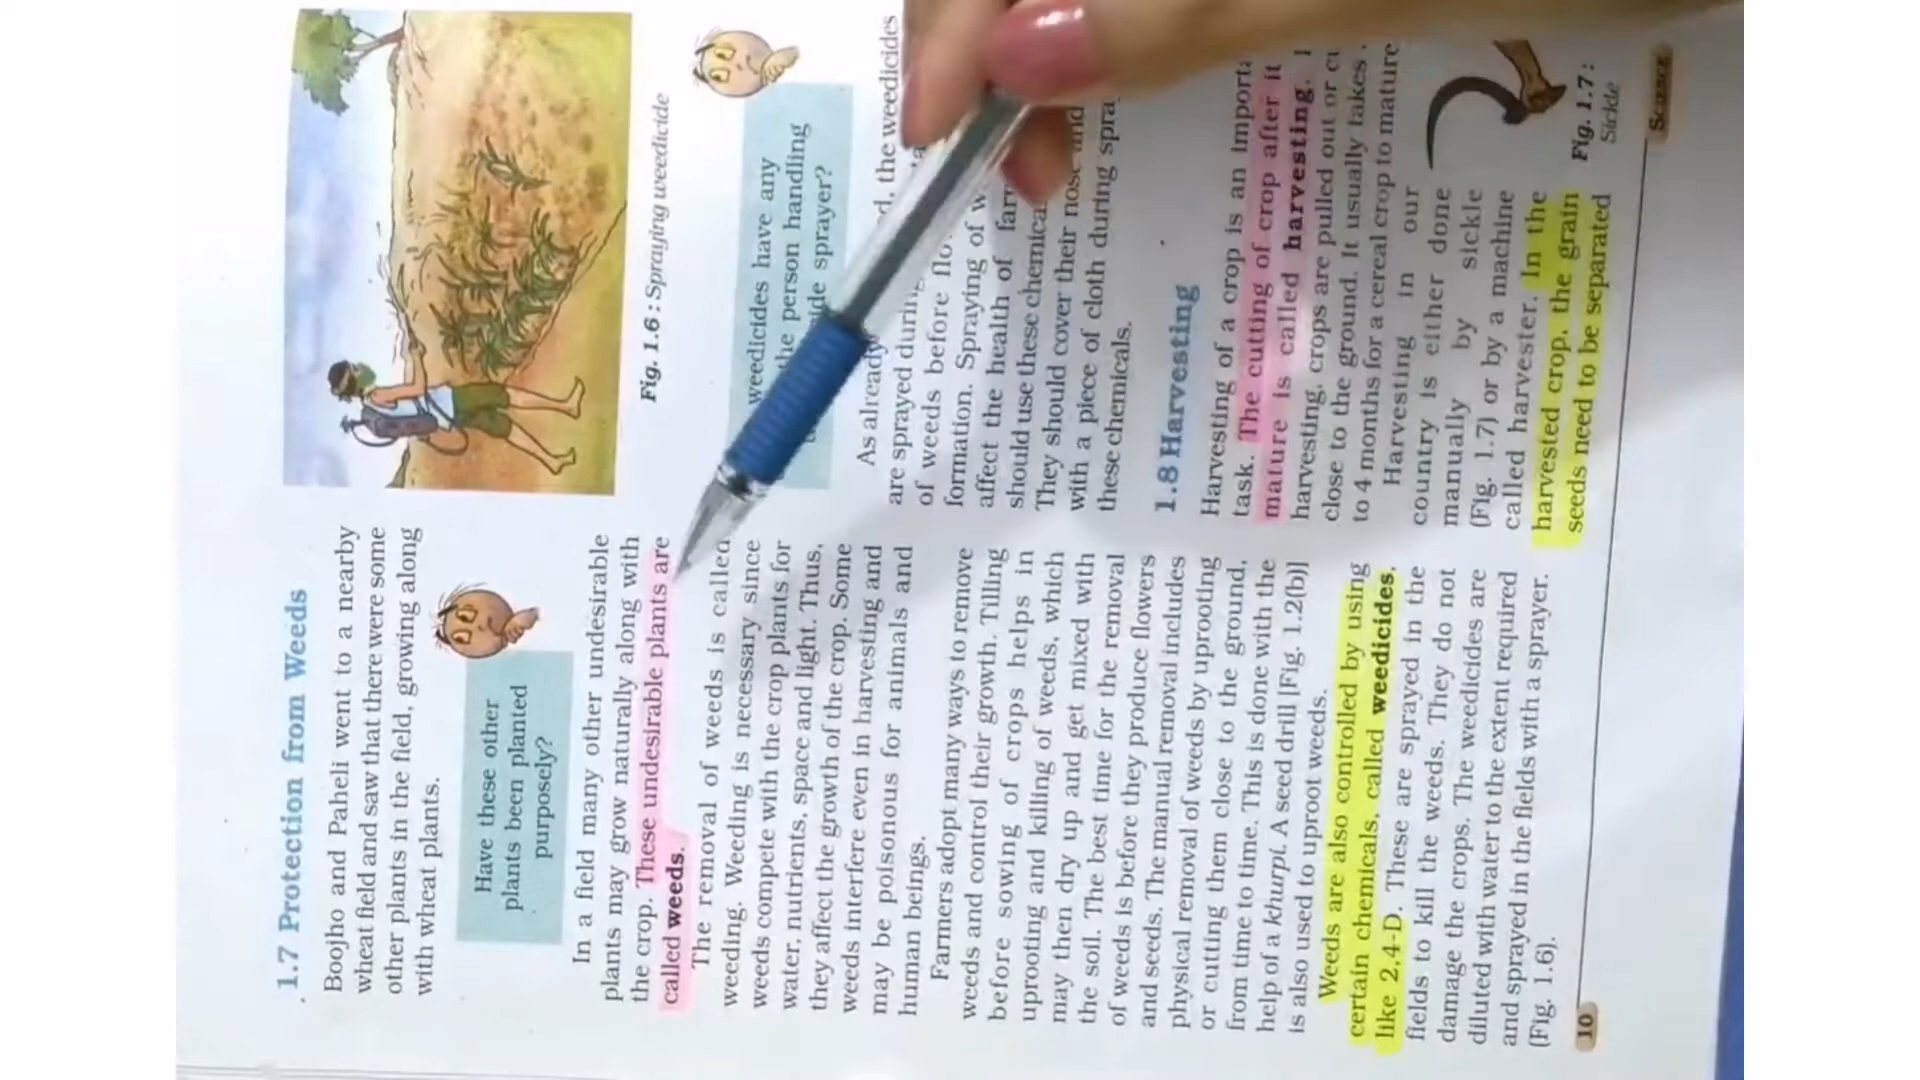 1.7 Protection from Weeds
Boojho and Paheli went to a nearby
wheat field and saw that there were some
other plants in the field, growing along
with wheat plants.
Have these other
plants been planted
purposely?
In a field many other undesirable
plants may grow naturally along with
the crop. These undesirable plants are
called weeds.
The removal of weeds is called
weeding. Weeding is necessary since
weeds compete with the crop plants for
water, nutrients, space and light. Thus,
they affect the growth of the crop. Some
weeds interfere even in harvesting and
may be poisonous for animals and
human beings.
Farmers adopt many ways to remove
weeds and control their growth. Tilling
before sowing of crops helps in
uprooting and killing of weeds, which
may then dry up and get mixed with
the soil. The best time for the removal
of weeds is before they produce flowers
and seeds. The manual removal includes
physical removal of weeds by uprooting
or cutting them close to the ground,
from time to time. This is done with the
help of a khurpi. A seed drill [Fig. 1.2(b)]
is also used to uproot weeds.
Weeds are also controlled by using
certain chemicals, called weedicides,
like 2,4-D. These are sprayed in the
fields to kill the weeds. They do not
damage the crops. The weedicides are
diluted with water to the extent required
and sprayed in the fields with a sprayer.
(Fig. 1.6).
10
Fig. 1.6 : Spraying weedicide
weedicides have any
the person handling
sprayer?
As already the weedicides
are sprayed during
of weeds before
formation. Spraying of
affect the health of
should use these
They should cover their nose and
with a piece of cloth during
these chemicals.
1.8 Harvesting
Harvesting of a crop is an
task. The cutting of crop after it
mature is called harvesting.
harvesting, crops are pulled out or
close to the ground. It usually takes
to 4 months for a cereal crop to mature
Harvesting in our
country is either done
manually by sickle
(Fig. 1.7) or by a machine
called harvester. In the
harvested crop, the grain
seeds need to be separated
Fig. 1.7 :
Sickle
Science